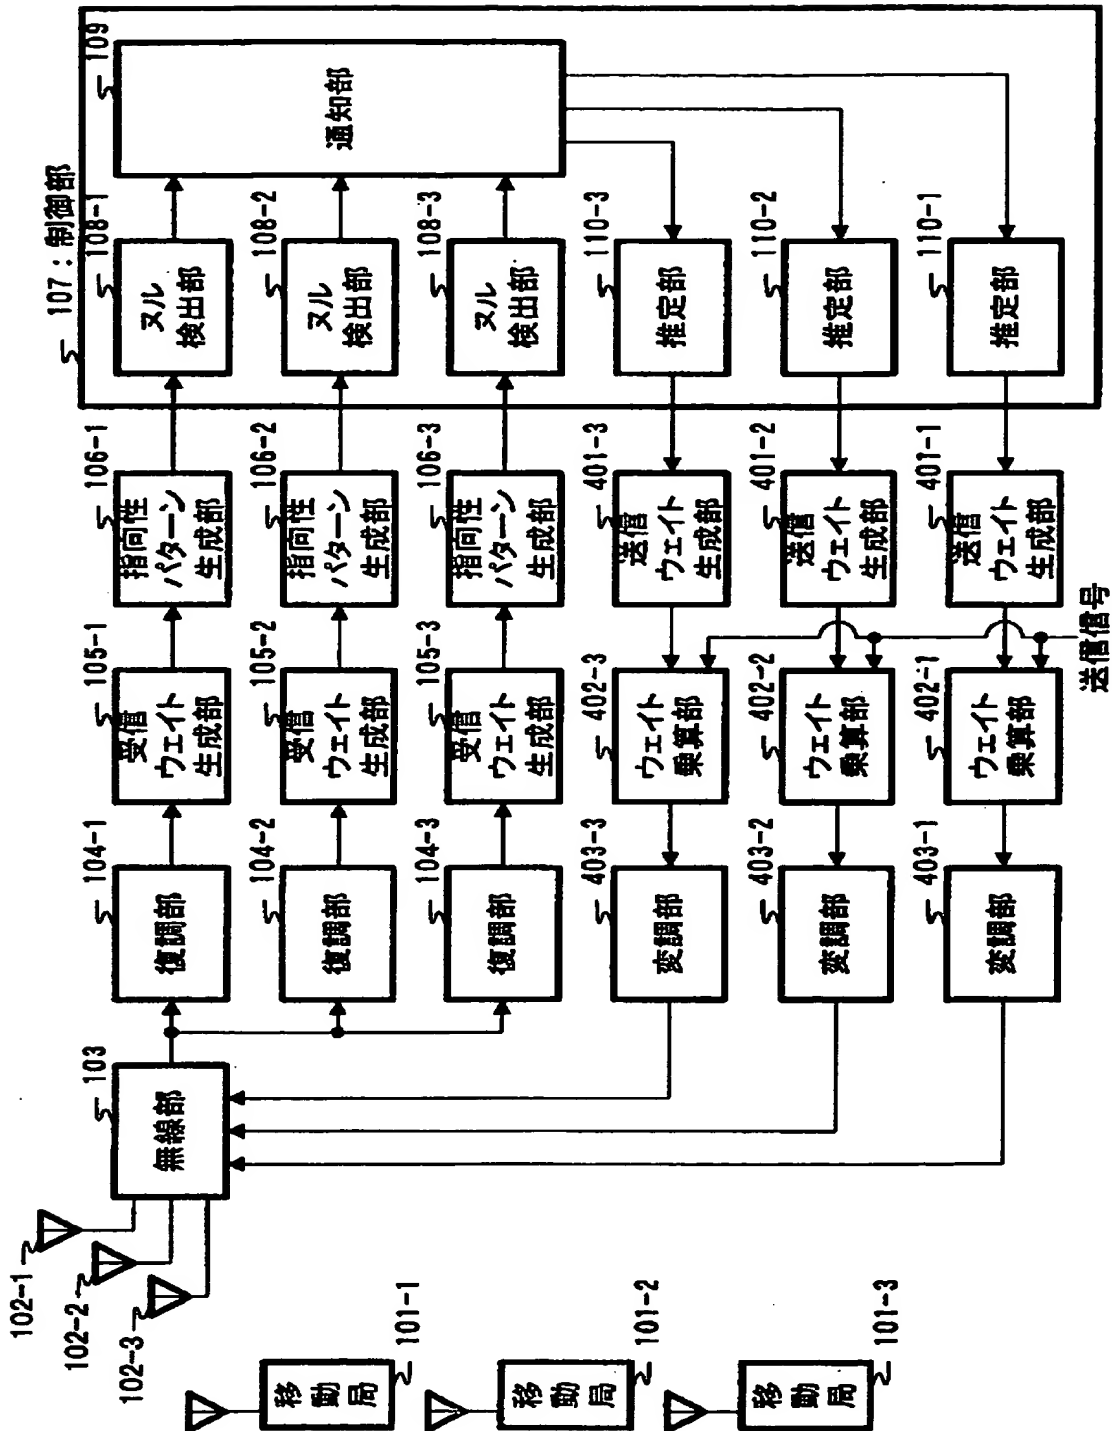 107：制御部
109
通知部
108-1
ヌル
検出部
108-2
ヌル
検出部
108-3
ヌル
検出部
110-3
推定部
110-2
推定部
110-1
推定部
106-1
指向性
パターン
生成部
106-2
指向性
パターン
生成部
106-3
指向性
パターン
生成部
401-3
送信
ウェイト
生成部
401-2
送信
ウェイト
生成部
401-1
送信
ウェイト
生成部
105-1
受信
ウェイト
生成部
105-2
受信
ウェイト
生成部
105-3
受信
ウェイト
生成部
402-3
ウェイト
乗算部
402-2
ウェイト
乗算部
402-1
ウェイト
乗算部
送信信号
104-1
復調部
104-2
復調部
104-3
復調部
403-3
変調部
403-2
変調部
403-1
変調部
103
無線部
102-1
102-2
102-3
101-1
移動局
101-2
移動局
101-3
移動局